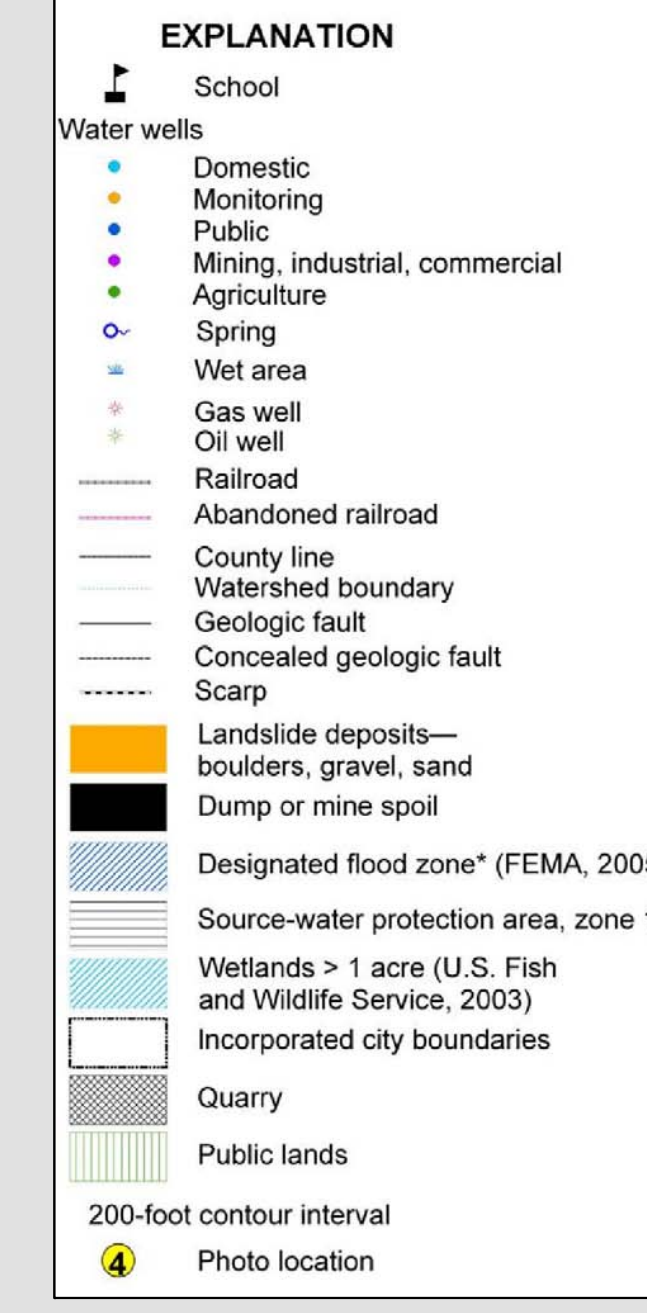 EXPLANATION
School
Water wells
Domestic
Monitoring
Public
Mining, industrial, commercial
Agriculture
Spring
Wet area
Gas well
Oil well
Railroad
Abandoned railroad
County line
Watershed boundary
Geologic fault
Concealed geologic fault
Scarp
Landslide deposits—
boulders, gravel, sand
Dump or mine spoil
Designated flood zone* (FEMA,
Source-water protection area, zone
Wetlands > 1 acre (U.S. Fish
and Wildlife Service, 2003)
Incorporated city boundaries
Quarry
Public lands
200-foot contour interval
4 Photo location